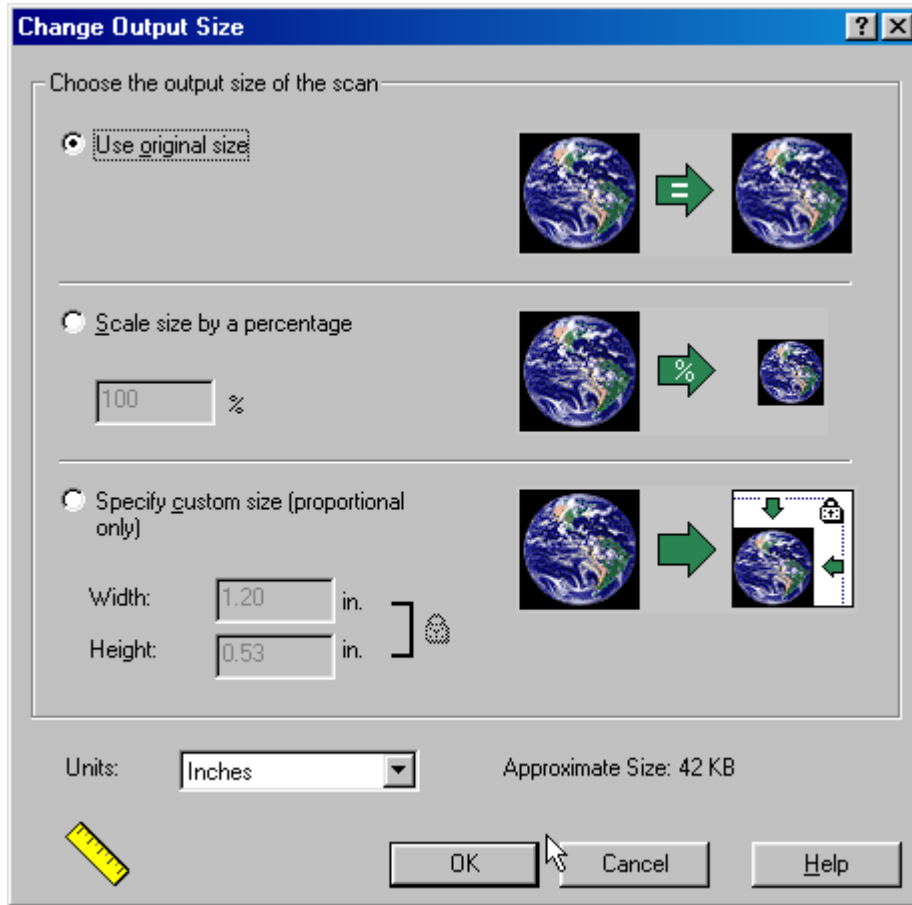 Change Output Size
Choose the output size of the scan
Use original size
=
Scale size by a percentage
100 %
%
Specify custom size (proportional
only)
Width: 1.20 in.
Height: 0.53 in.
Units: Inches
Approximate Size: 42 KB
OK
Cancel
Help